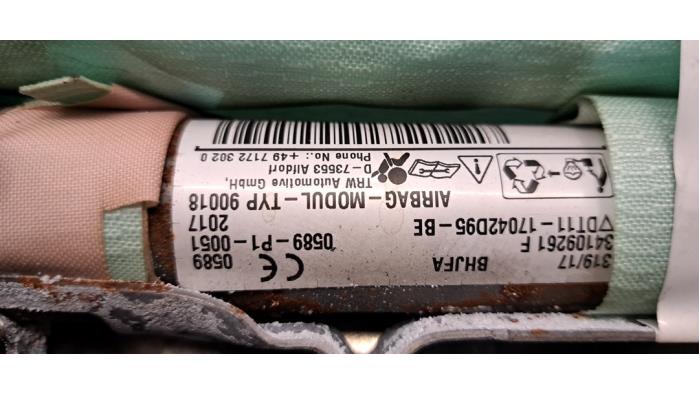 319/17 BHJFA CE 0589
34109261 F 0589-P1-0051
▽DT11-17042D95-BE 2017
AIRBAG-MODUL-TYP 90018
TRW Automotive GmbH,
D-73553 Alfdorf
Phone No.: +49 7172 302 0